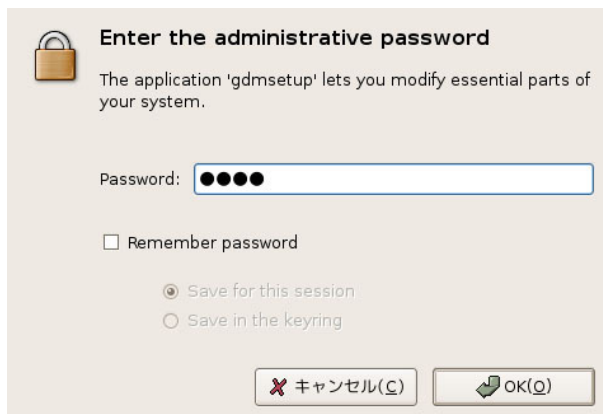 Enter the administrative password
The application 'gdmsetup' lets you modify essential parts of
your system.
Password: ●●●●
Remember password
Save for this session
Save in the keyring
キャンセル(C)
OK(O)